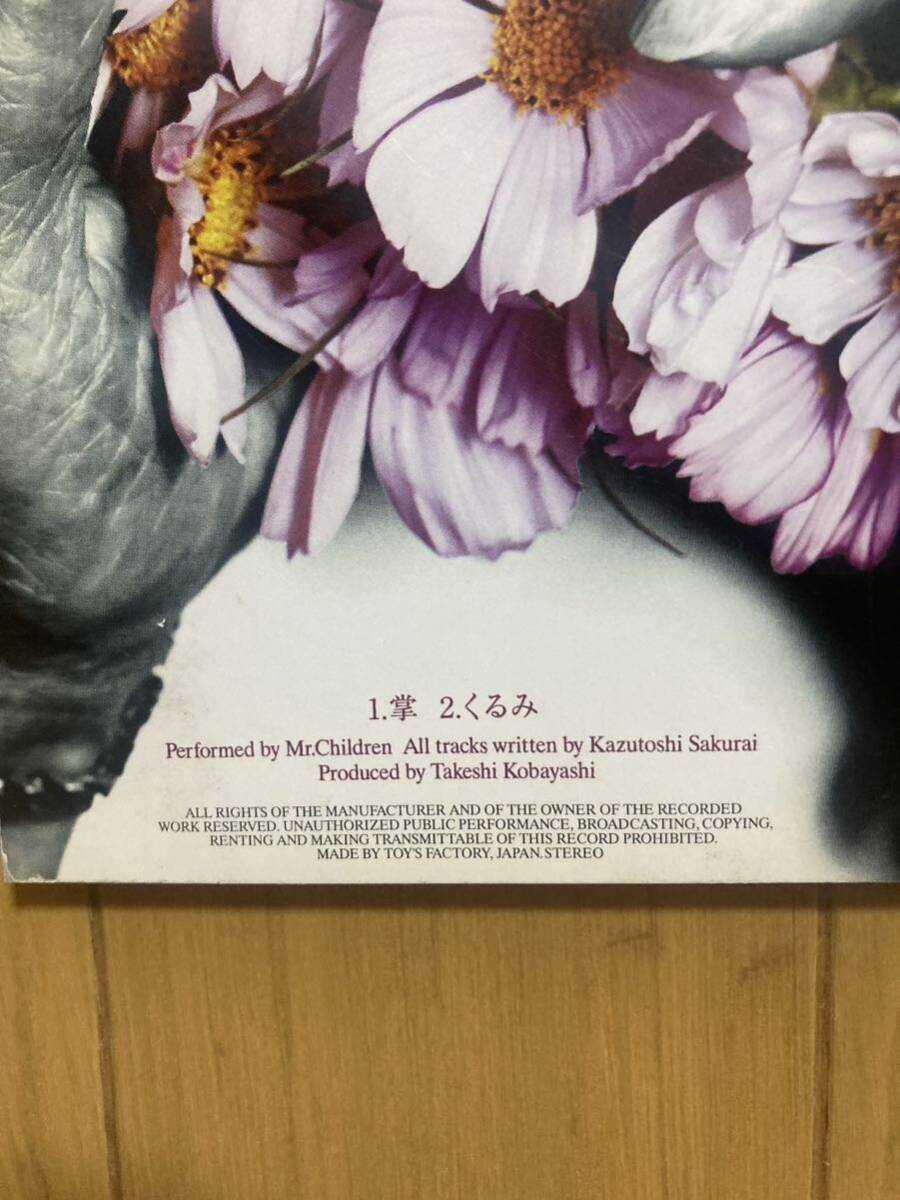 1.掌 2.くるみ
Performed by Mr.Children All tracks written by Kazutoshi Sakurai
Produced by Takeshi Kobayashi
ALL RIGHTS OF THE MANUFACTURER AND OF THE OWNER OF THE RECORDED
WORK RESERVED. UNAUTHORIZED PUBLIC PERFORMANCE, BROADCASTING, COPYING,
RENTING AND MAKING TRANSMITTABLE OF THIS RECORD PROHIBITED.
MADE BY TOY'S FACTORY, JAPAN. STEREO